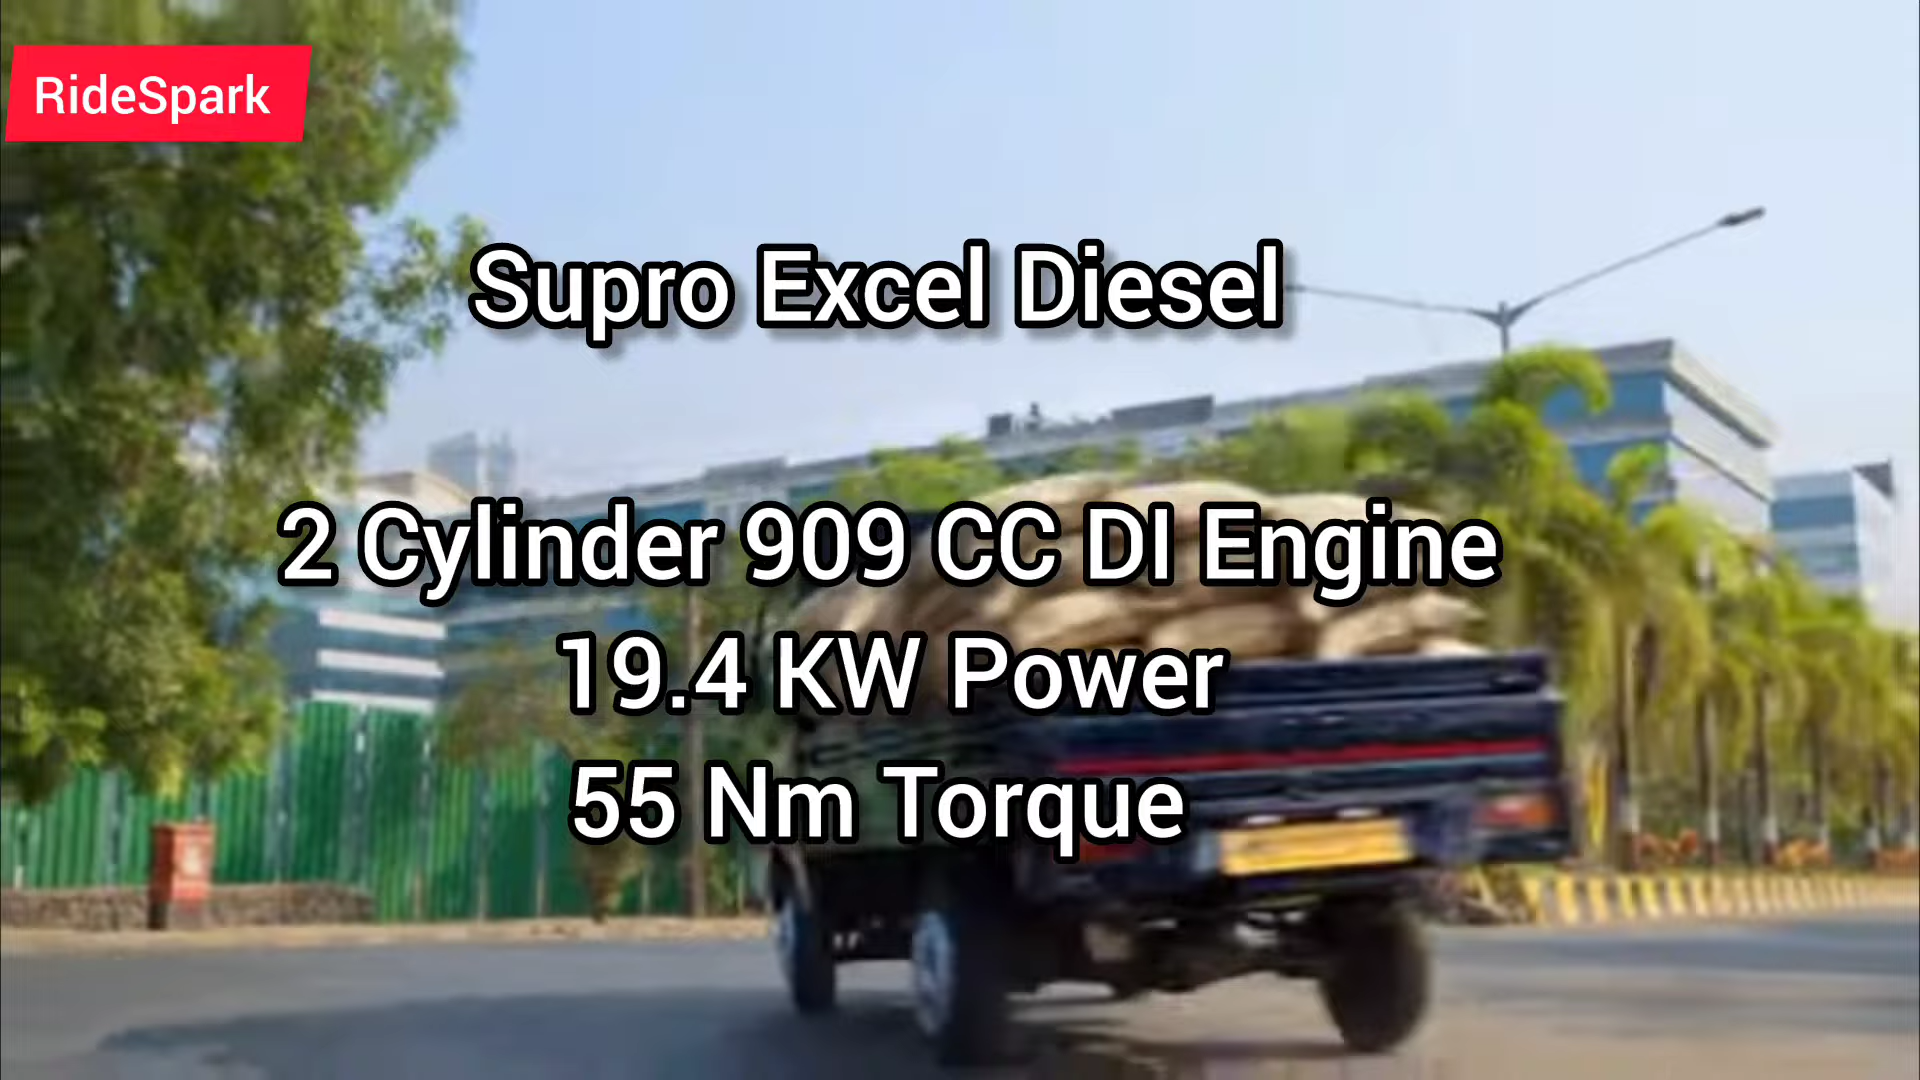 RideSpark
Supro Excel Diesel
2 Cylinder 909 CC DI Engine
19.4 KW Power
55 Nm Torque